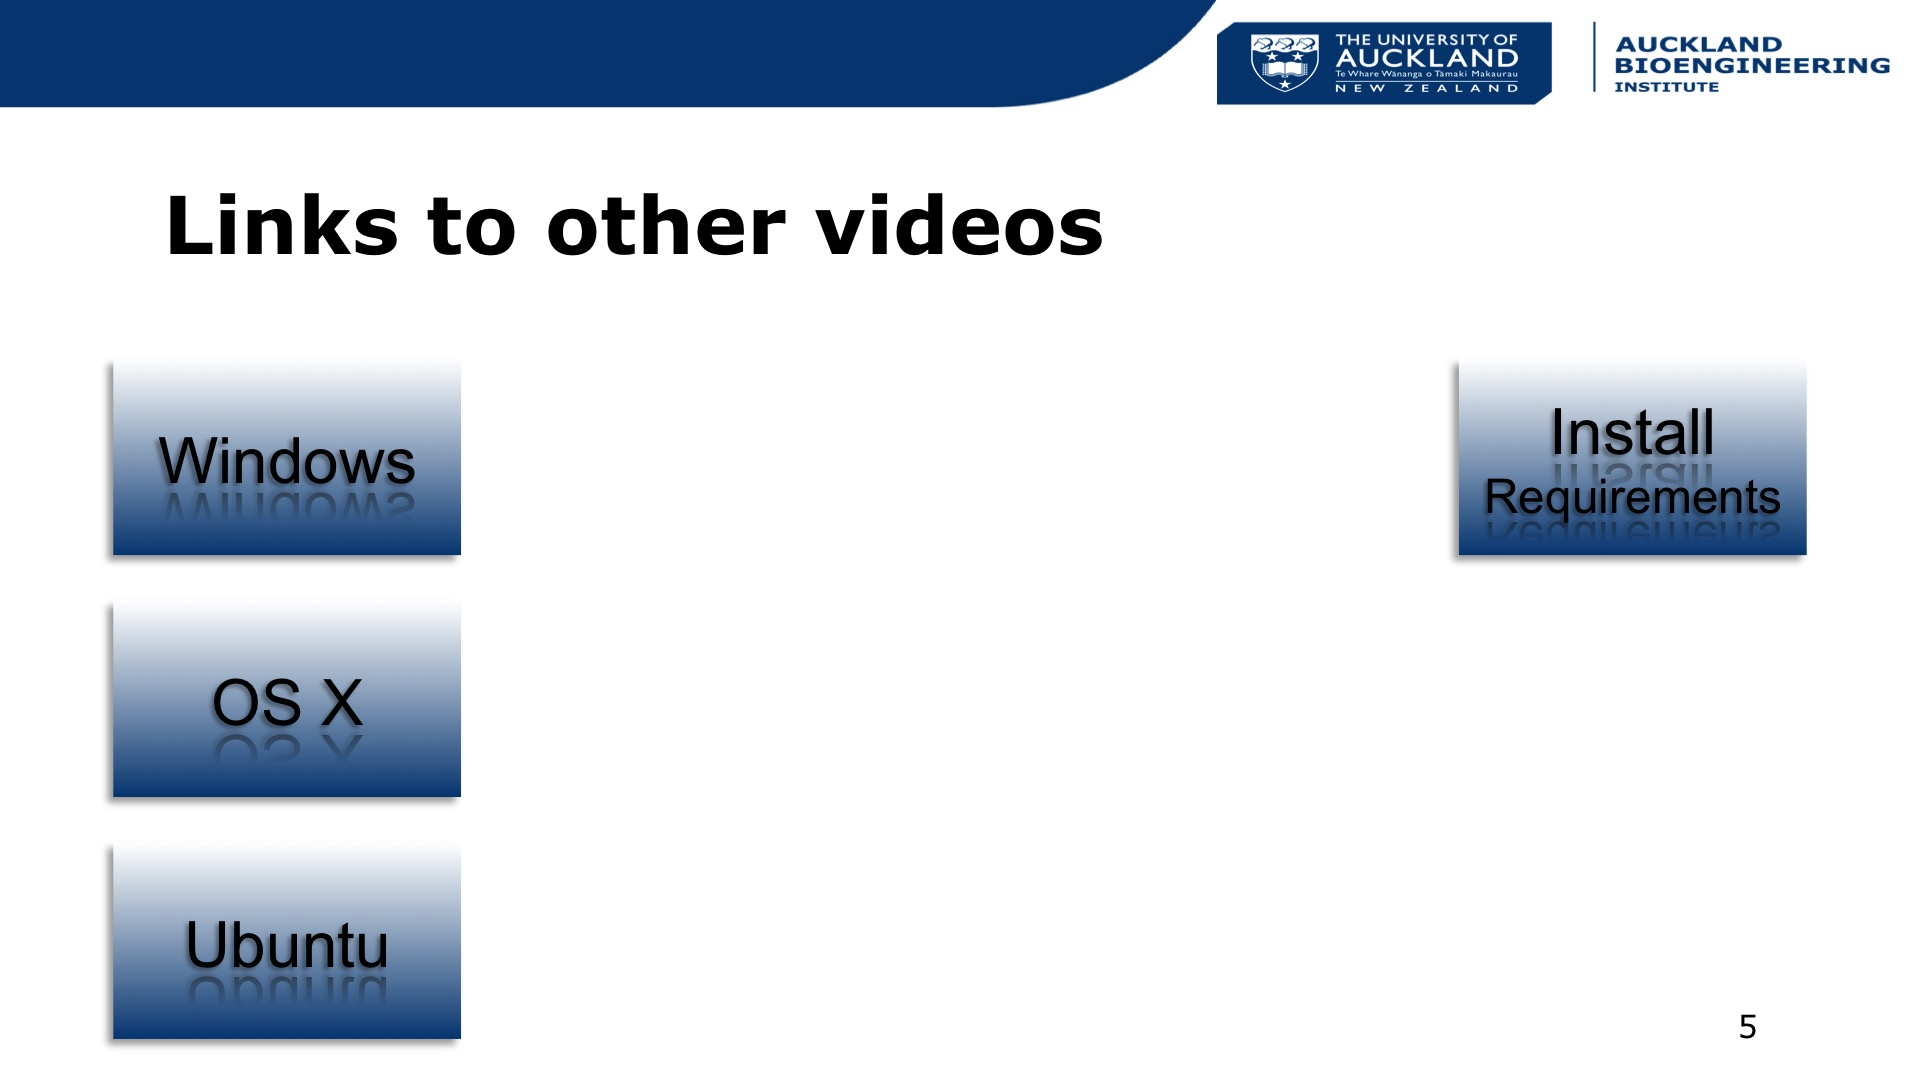 THE UNIVERSITY OF
AUCKLAND
Te Whare Wānanga o Tāmaki Makaurau
NEW ZEALAND
AUCKLAND
BIOENGINEERING
INSTITUTE
Links to other videos
Windows
Install
Requirements
OS X
Ubuntu
5